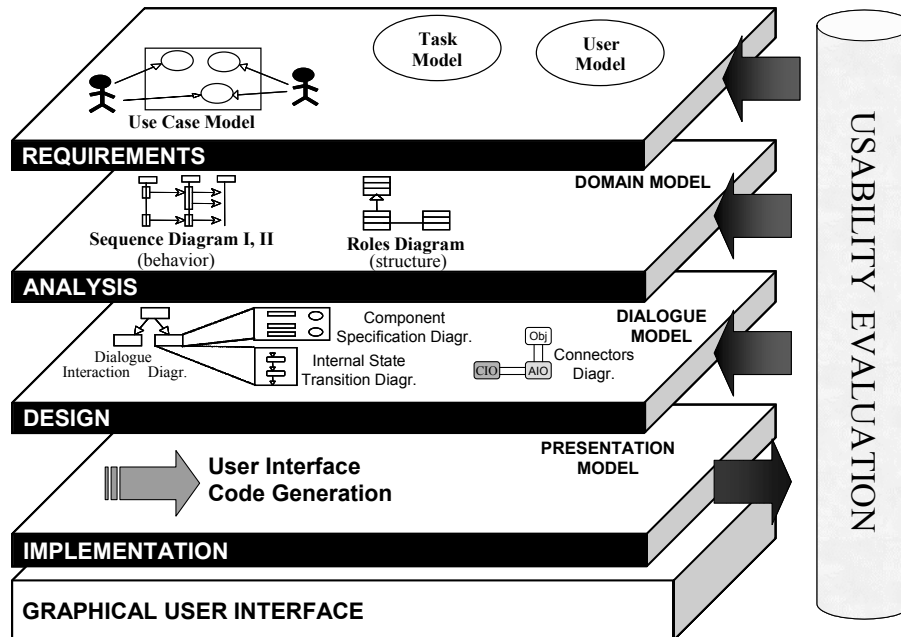 Task
Model
User
Model
Use Case Model
REQUIREMENTS
DOMAIN MODEL
Sequence Diagram I, II
(behavior)
Roles Diagram
(structure)
ANALYSIS
DIALOGUE
MODEL
Component
Specification Diagr.
Dialogue
Interaction Diagr.
Internal State
Transition Diagr.
Obj
CIO
AIO
Connectors
Diagr.
DESIGN
PRESENTATION
MODEL
User Interface
Code Generation
IMPLEMENTATION
GRAPHICAL USER INTERFACE
USABILITY EVALUATION